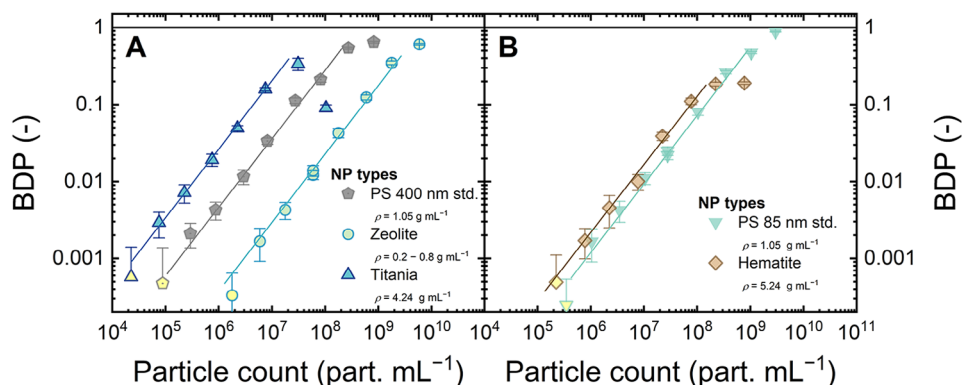 A
B
1
0.1
0.01
0.001
BDP (-)
NP types
PS 400 nm std.
ρ = 1.05 g mL⁻¹
Zeolite
ρ = 0.2 – 0.8 g mL⁻¹
Titania
ρ = 4.24 g mL⁻¹
10⁴ 10⁵ 10⁶ 10⁷ 10⁸ 10⁹ 10¹⁰
Particle count (part. mL⁻¹)
NP types
PS 85 nm std.
ρ = 1.05 g mL⁻¹
Hematite
ρ = 5.24 g mL⁻¹
10⁴ 10⁵ 10⁶ 10⁷ 10⁸ 10⁹ 10¹⁰ 10¹¹
Particle count (part. mL⁻¹)
1
0.1
0.01
0.001
BDP (-)